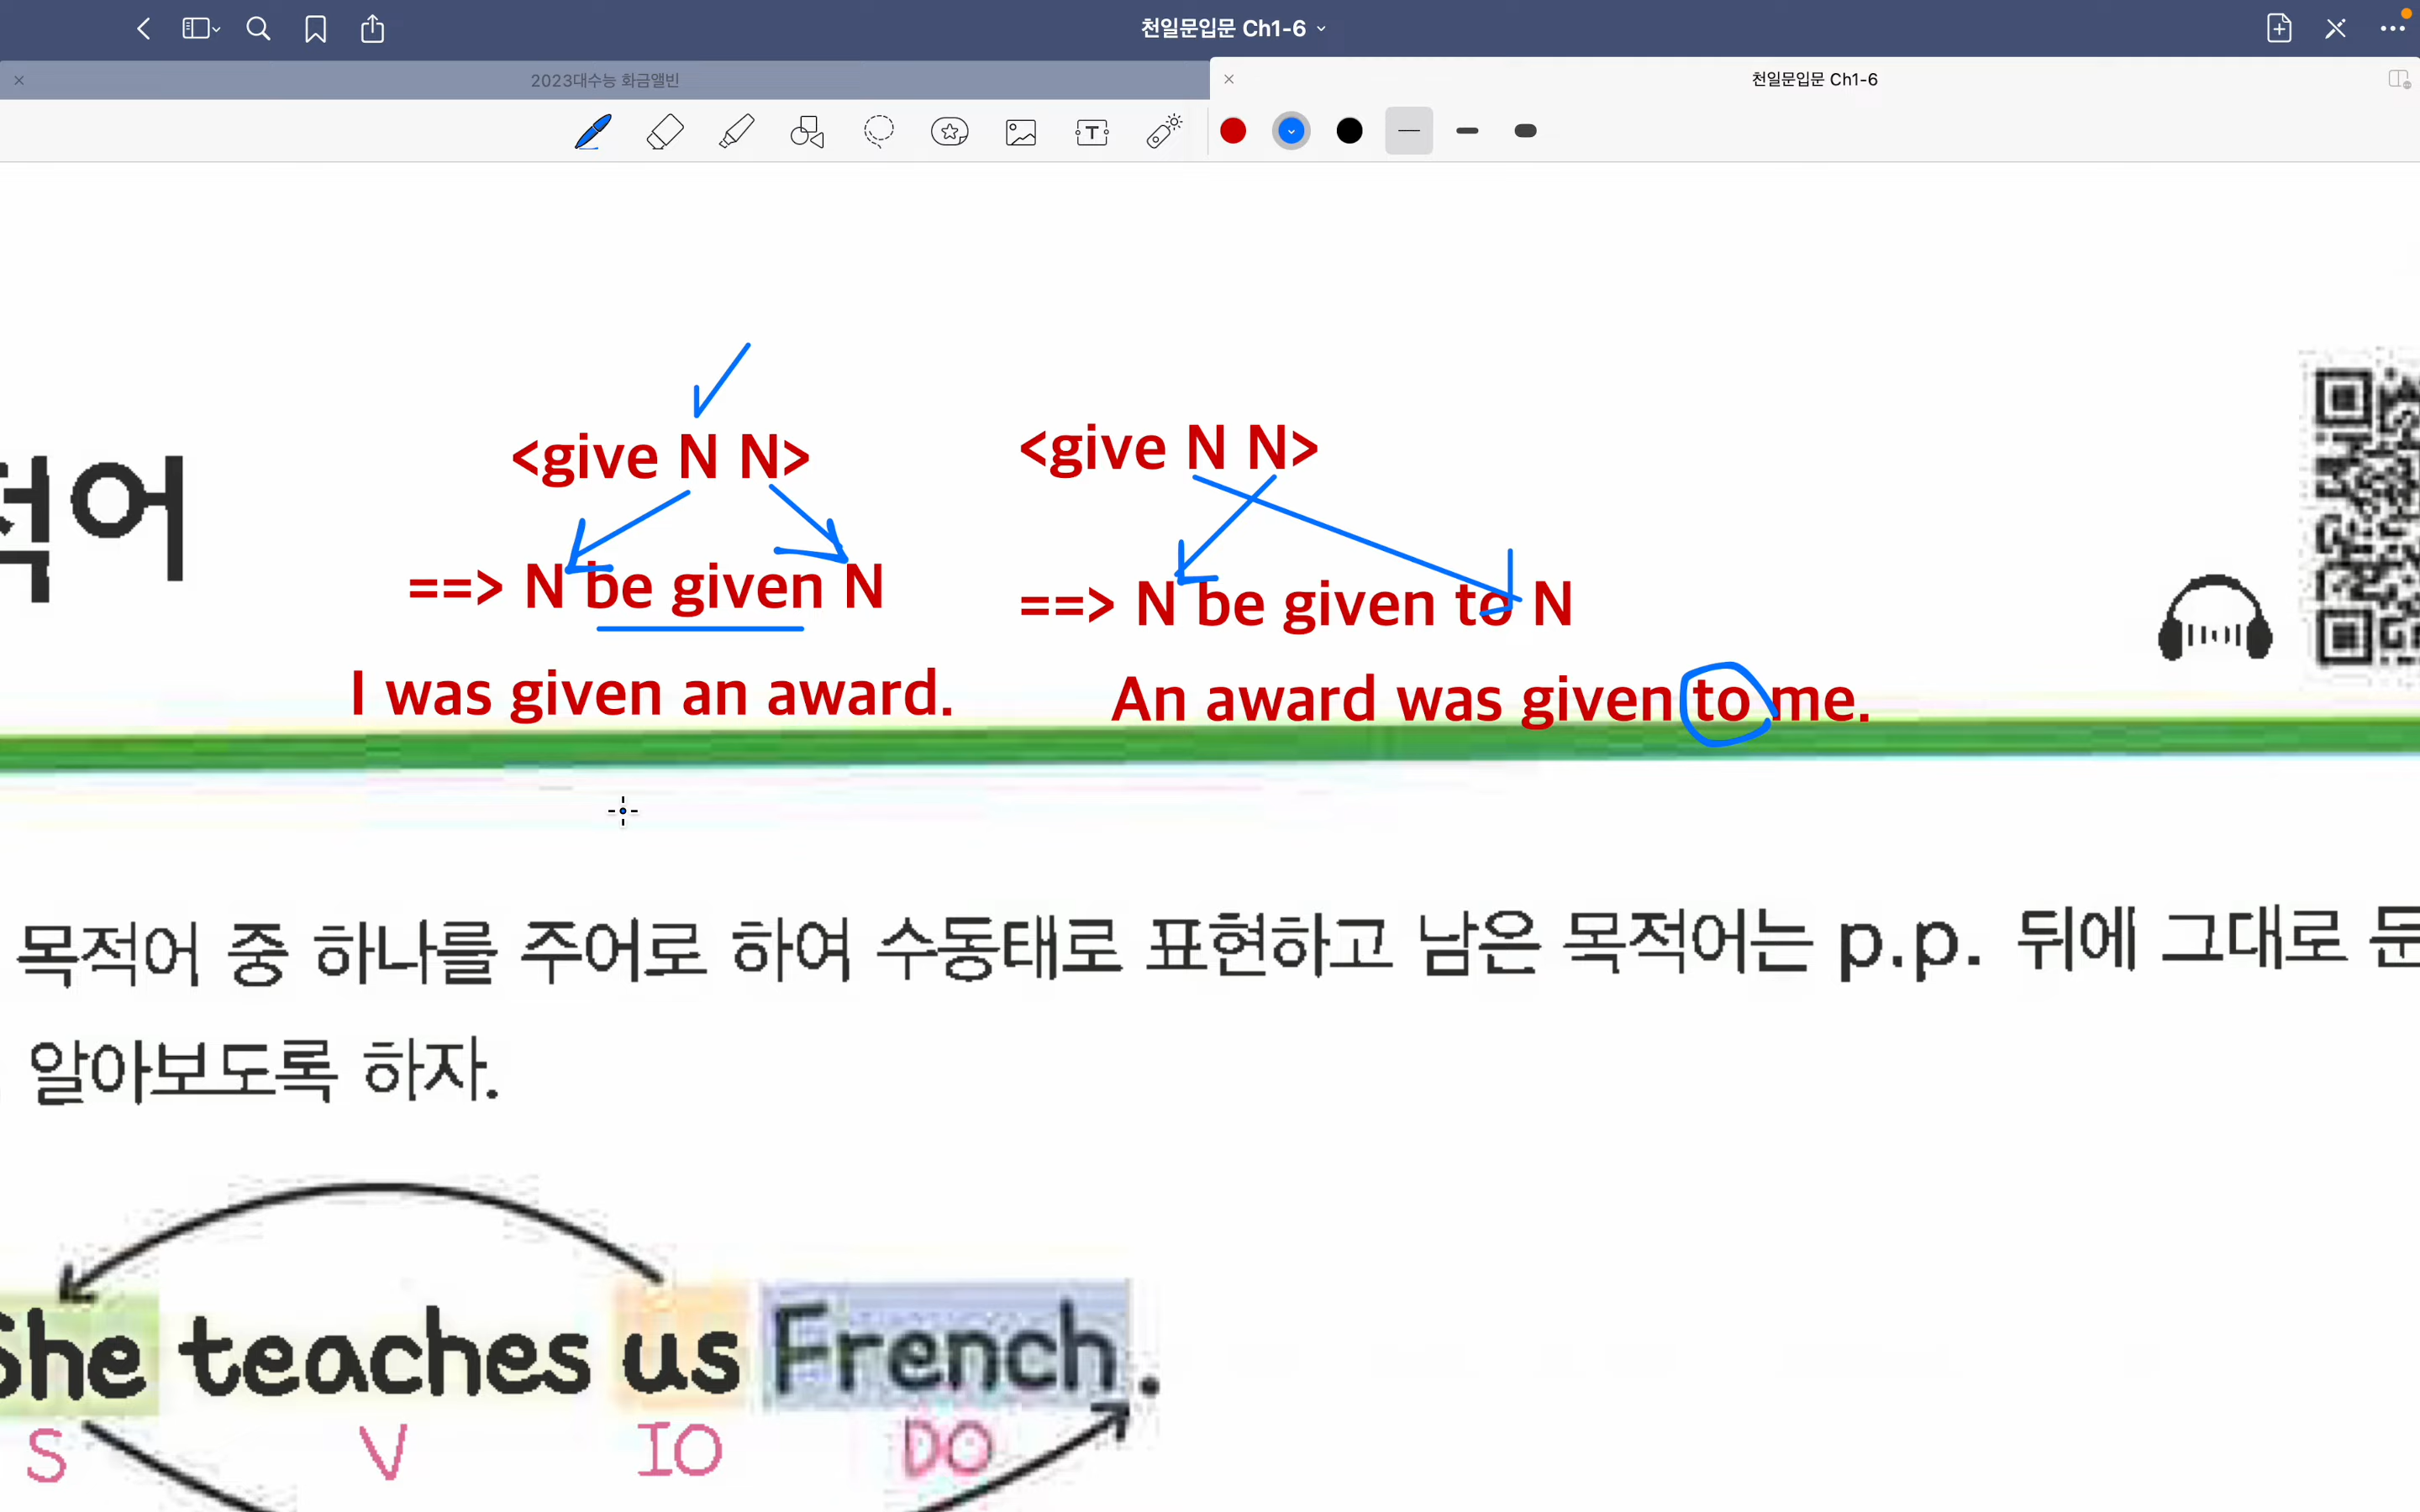 천일문입문 Ch1-6
2023대수능 화금앨빈
천일문입문 Ch1-6
<give N N>
==> N be given N
I was given an award.
<give N N>
==> N be given to N
An award was given to me.
적어
목적어 중 하나를 주어로 하여 수동태로 표현하고 남은 목적어는 p.p. 뒤에 그대로
알아보도록 하자.
She teaches us French.
S V IO DO